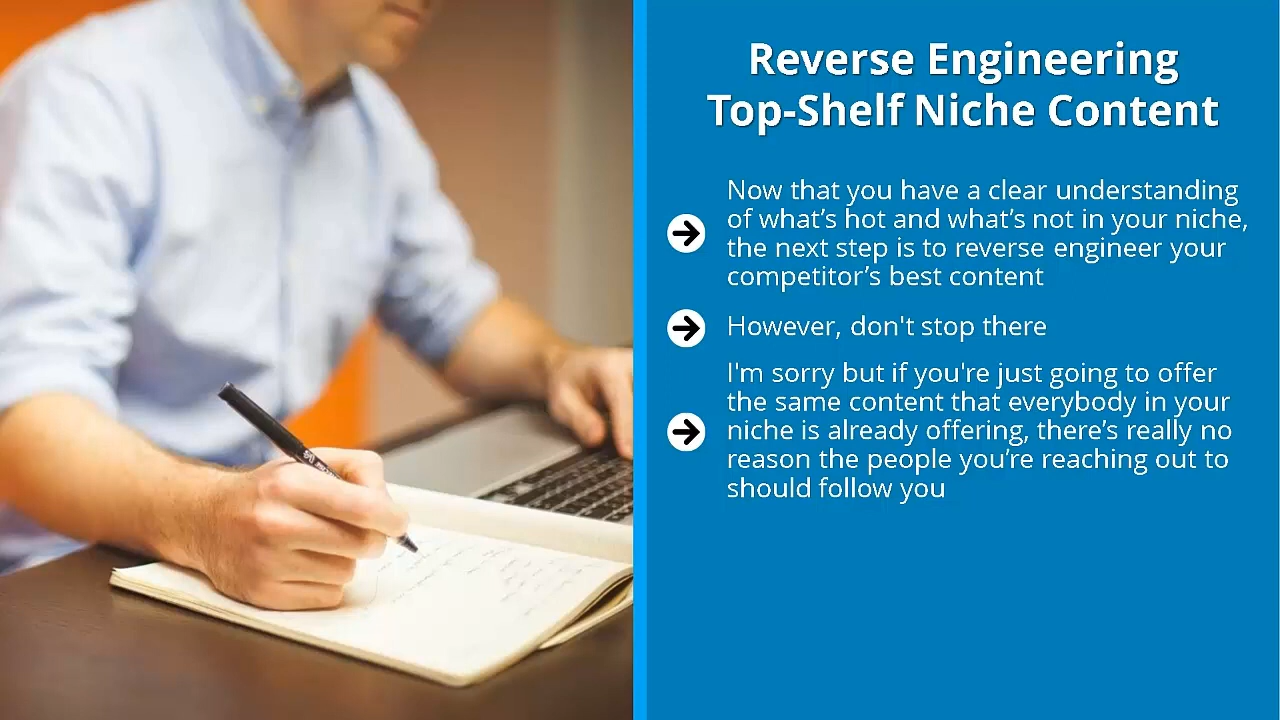 Reverse Engineering
Top-Shelf Niche Content
Now that you have a clear understanding
of what’s hot and what’s not in your niche,
the next step is to reverse engineer your
competitor’s best content
However, don't stop there
I'm sorry but if you're just going to offer
the same content that everybody in your
niche is already offering, there’s really no
reason the people you’re reaching out to
should follow you